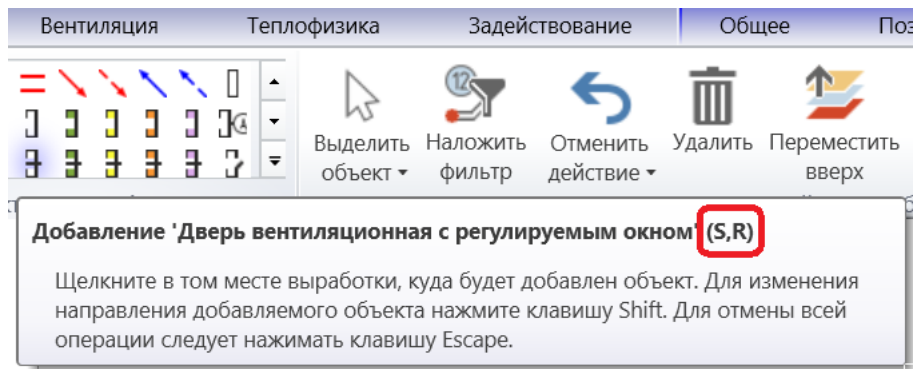 Вентиляция Теплофизика Задействование Общее Поз
Выделить объект
Наложить фильтр
Отменить действие
Удалить
Переместить вверх
Добавление 'Дверь вентиляционная с регулируемым окном' (S,R)
Щелкните в том месте выработки, куда будет добавлен объект. Для изменения
направления добавляемого объекта нажмите клавишу Shift. Для отмены всей
операции следует нажимать клавишу Escape.